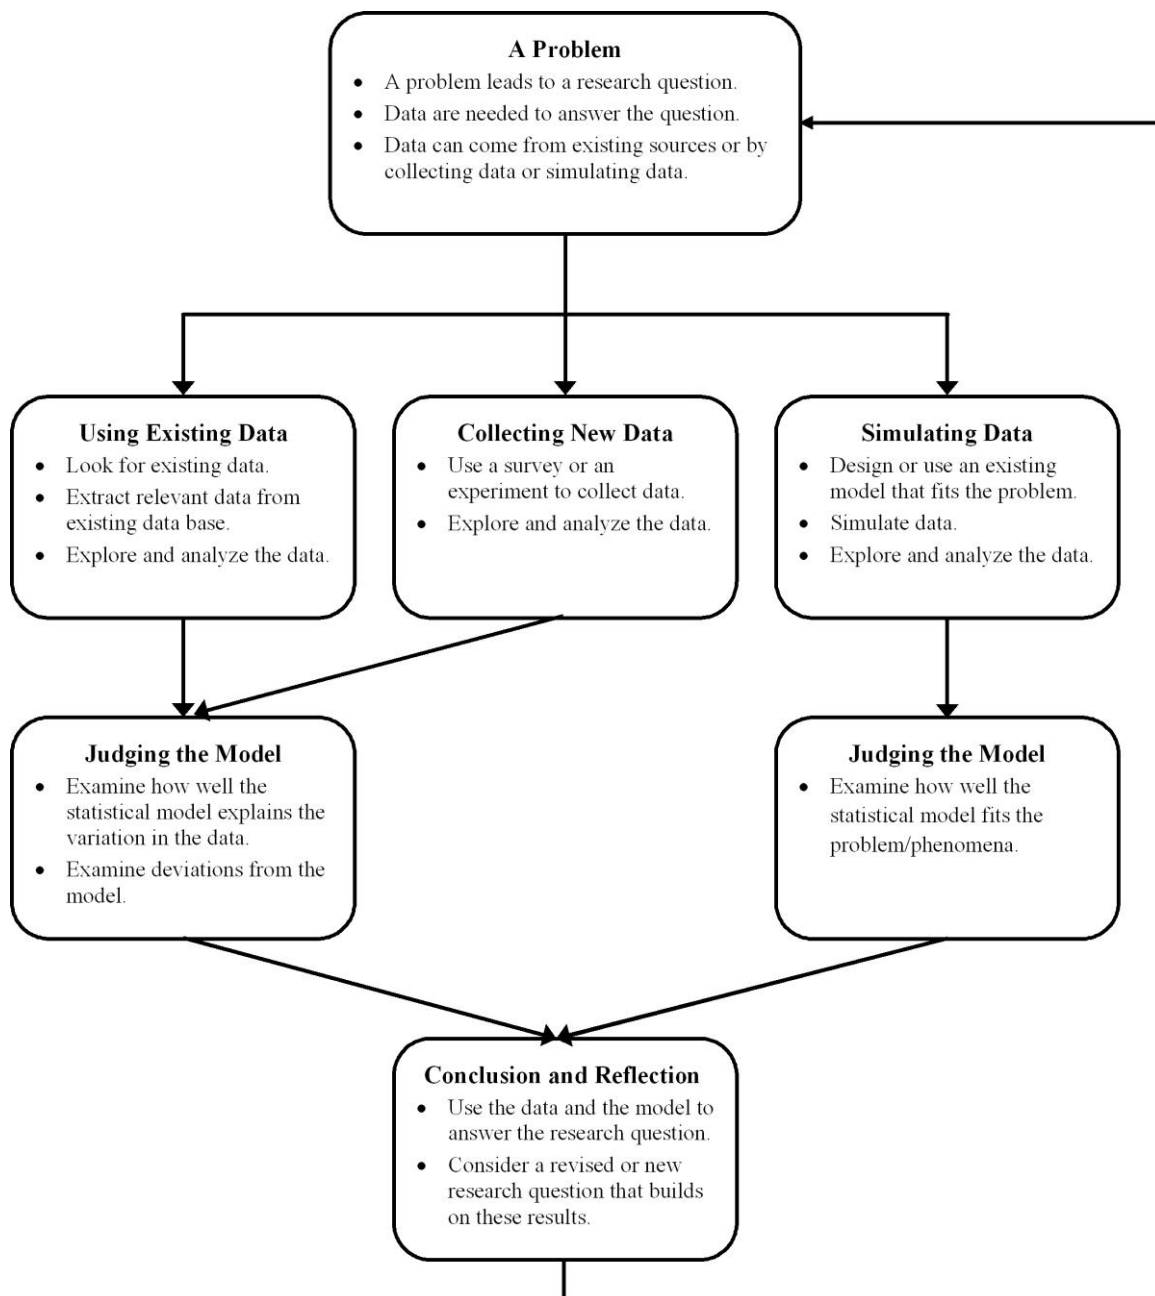 A Problem
• A problem leads to a research question.
• Data are needed to answer the question.
• Data can come from existing sources or by
collecting data or simulating data.
Using Existing Data
• Look for existing data.
• Extract relevant data from
existing data base.
• Explore and analyze the data.
Collecting New Data
• Use a survey or an
experiment to collect data.
• Explore and analyze the data.
Simulating Data
• Design or use an existing
model that fits the problem.
• Simulate data.
• Explore and analyze the data.
Judging the Model
• Examine how well the
statistical model explains the
variation in the data.
• Examine deviations from the
model.
Judging the Model
• Examine how well the
statistical model fits the
problem/phenomena.
Conclusion and Reflection
• Use the data and the model to
answer the research question.
• Consider a revised or new
research question that builds
on these results.